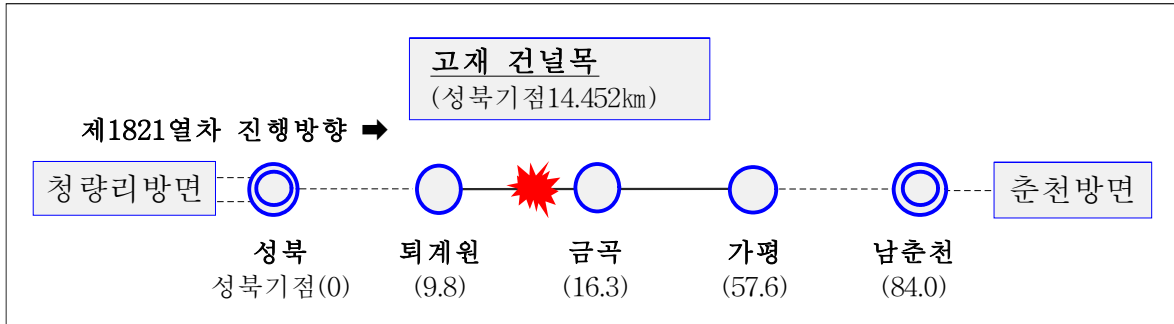 고재 건널목
(성북기점14.452㎞)
제1821열차 진행방향 ➡
청량리방면
춘천방면
성북 퇴계원 금곡 가평 남춘천
성북기점(0) (9.8) (16.3) (57.6) (84.0)